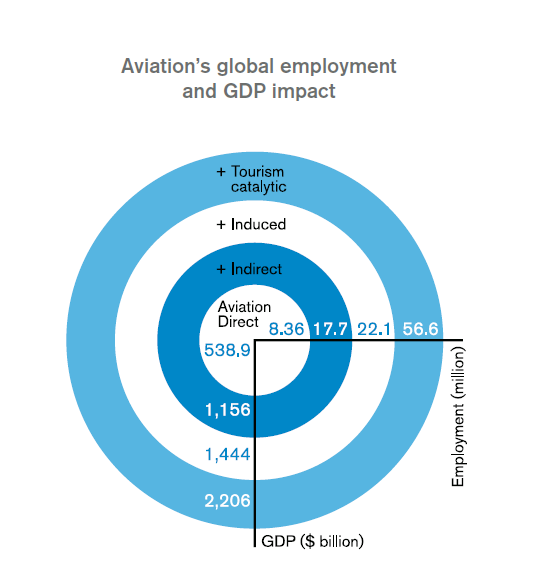 Aviation's global employment
and GDP impact
+ Tourism
catalytic
+ Induced
+ Indirect
Aviation
Direct
8.36 17.7 22.1 56.6
538.9
1,156
1,444
2,206
Employment (million)
GDP ($ billion)